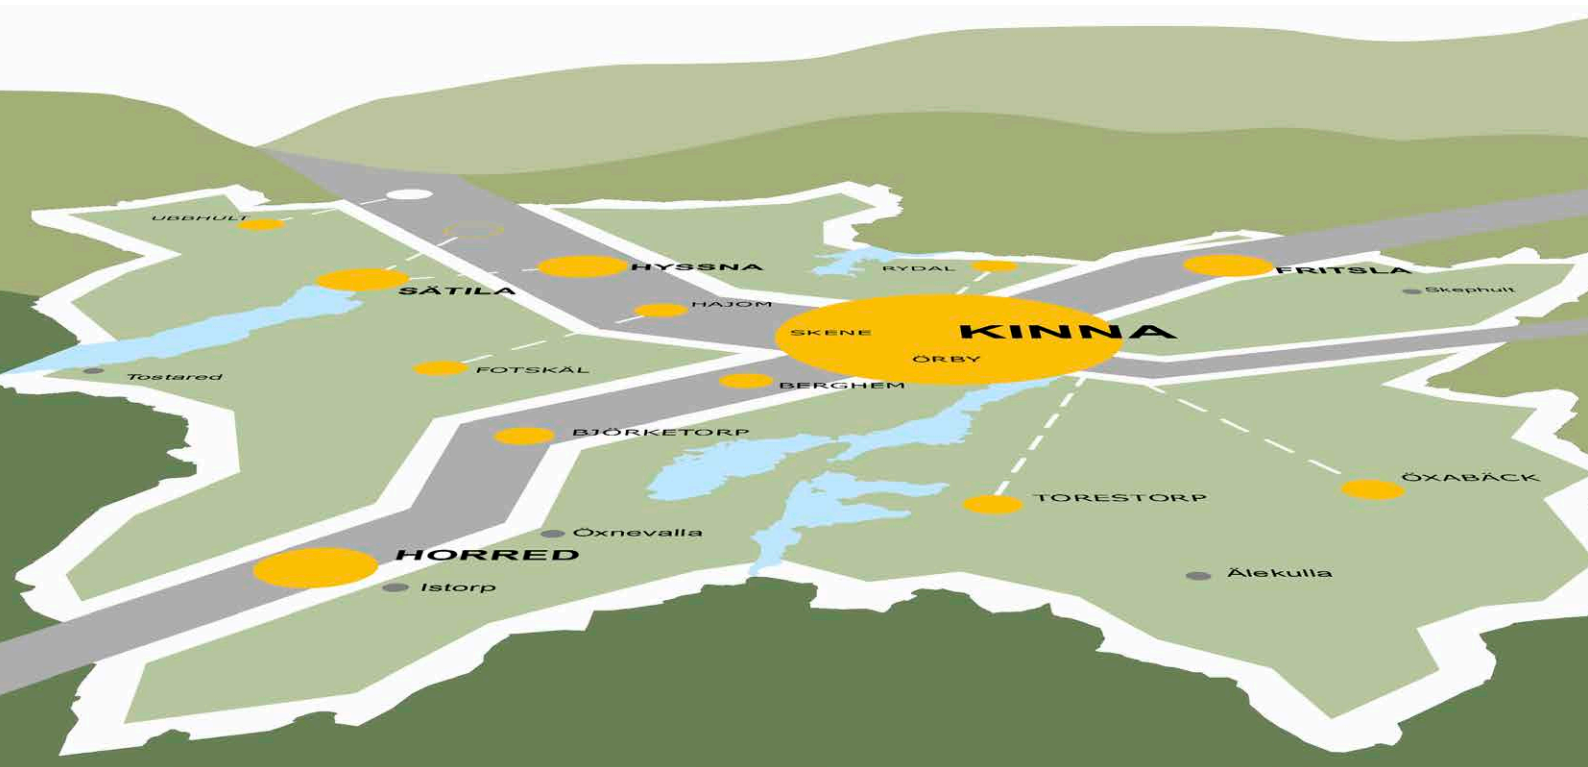 UBBHULT
HYSSNA
RYDAL
FRITSLA
SÄTILA
Skephult
HAJOM
SKENE
KINNA
ÖRBY
Tostared
FOTSKÄL
BERGHEM
BJÖRKETORP
ÖXABÄCK
TORESTORP
Öxnevalla
HORRED
Älekulla
Istorp